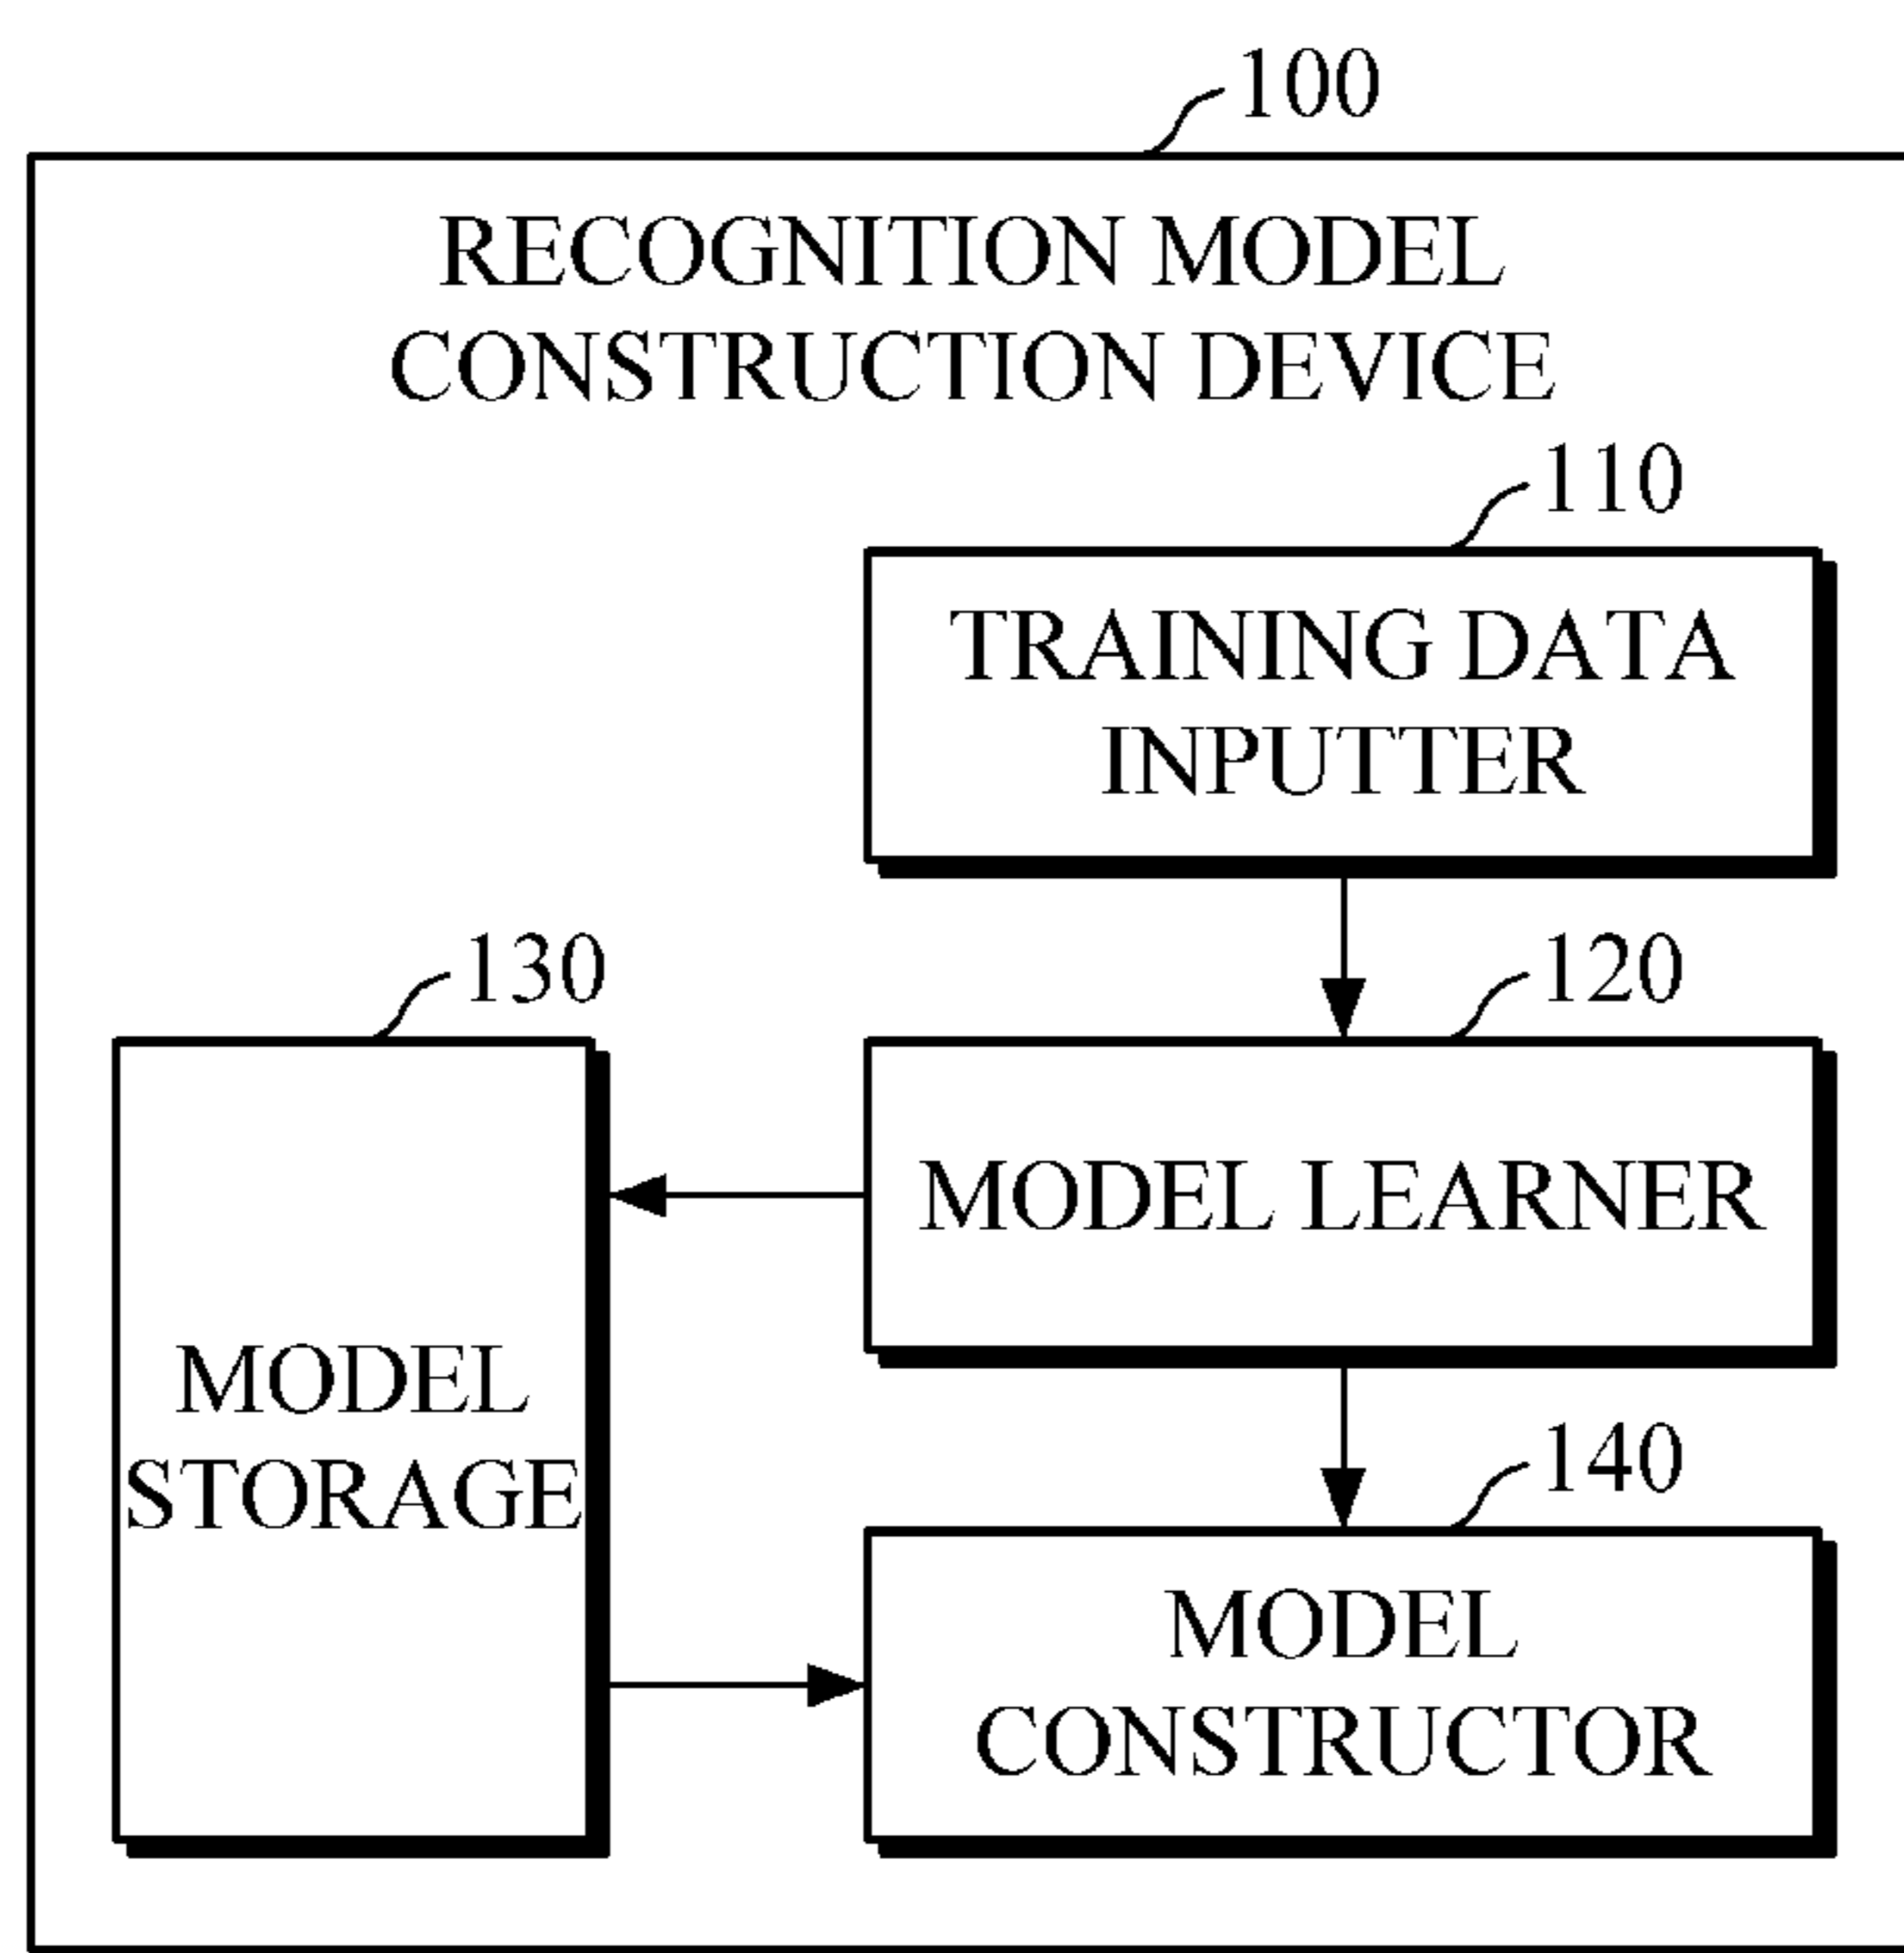 100
RECOGNITION MODEL
CONSTRUCTION DEVICE
110
TRAINING DATA
INPUTTER
130
120
MODEL LEARNER
MODEL
STORAGE
140
MODEL
CONSTRUCTOR